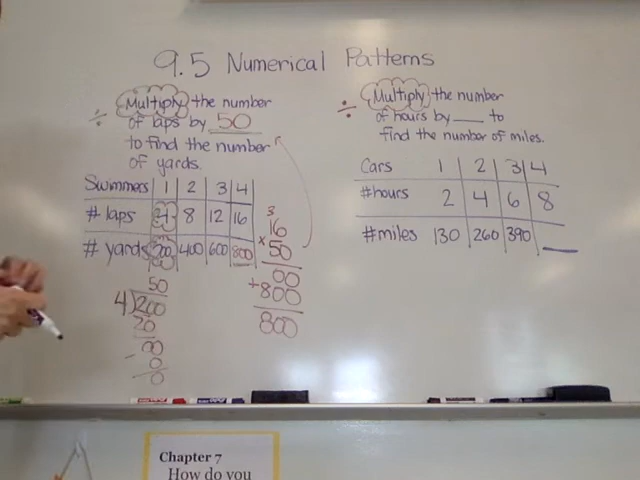 9.5 Numerical Patterns
÷ Multiply the number
of laps by 50
to find the number
of yards.
Swimmers 1 2 3 4
# laps 4 8 12 16
# yards 200 400 600 800
3
16
× 50
00
+ 800
800
50
4)200
20
00
- 0
0
÷ Multiply the number
of hours by ___ to
find the number of miles.
Cars 1 2 3 4
# hours 2 4 6 8
# miles 130 260 390 ___
Chapter 7
How do you